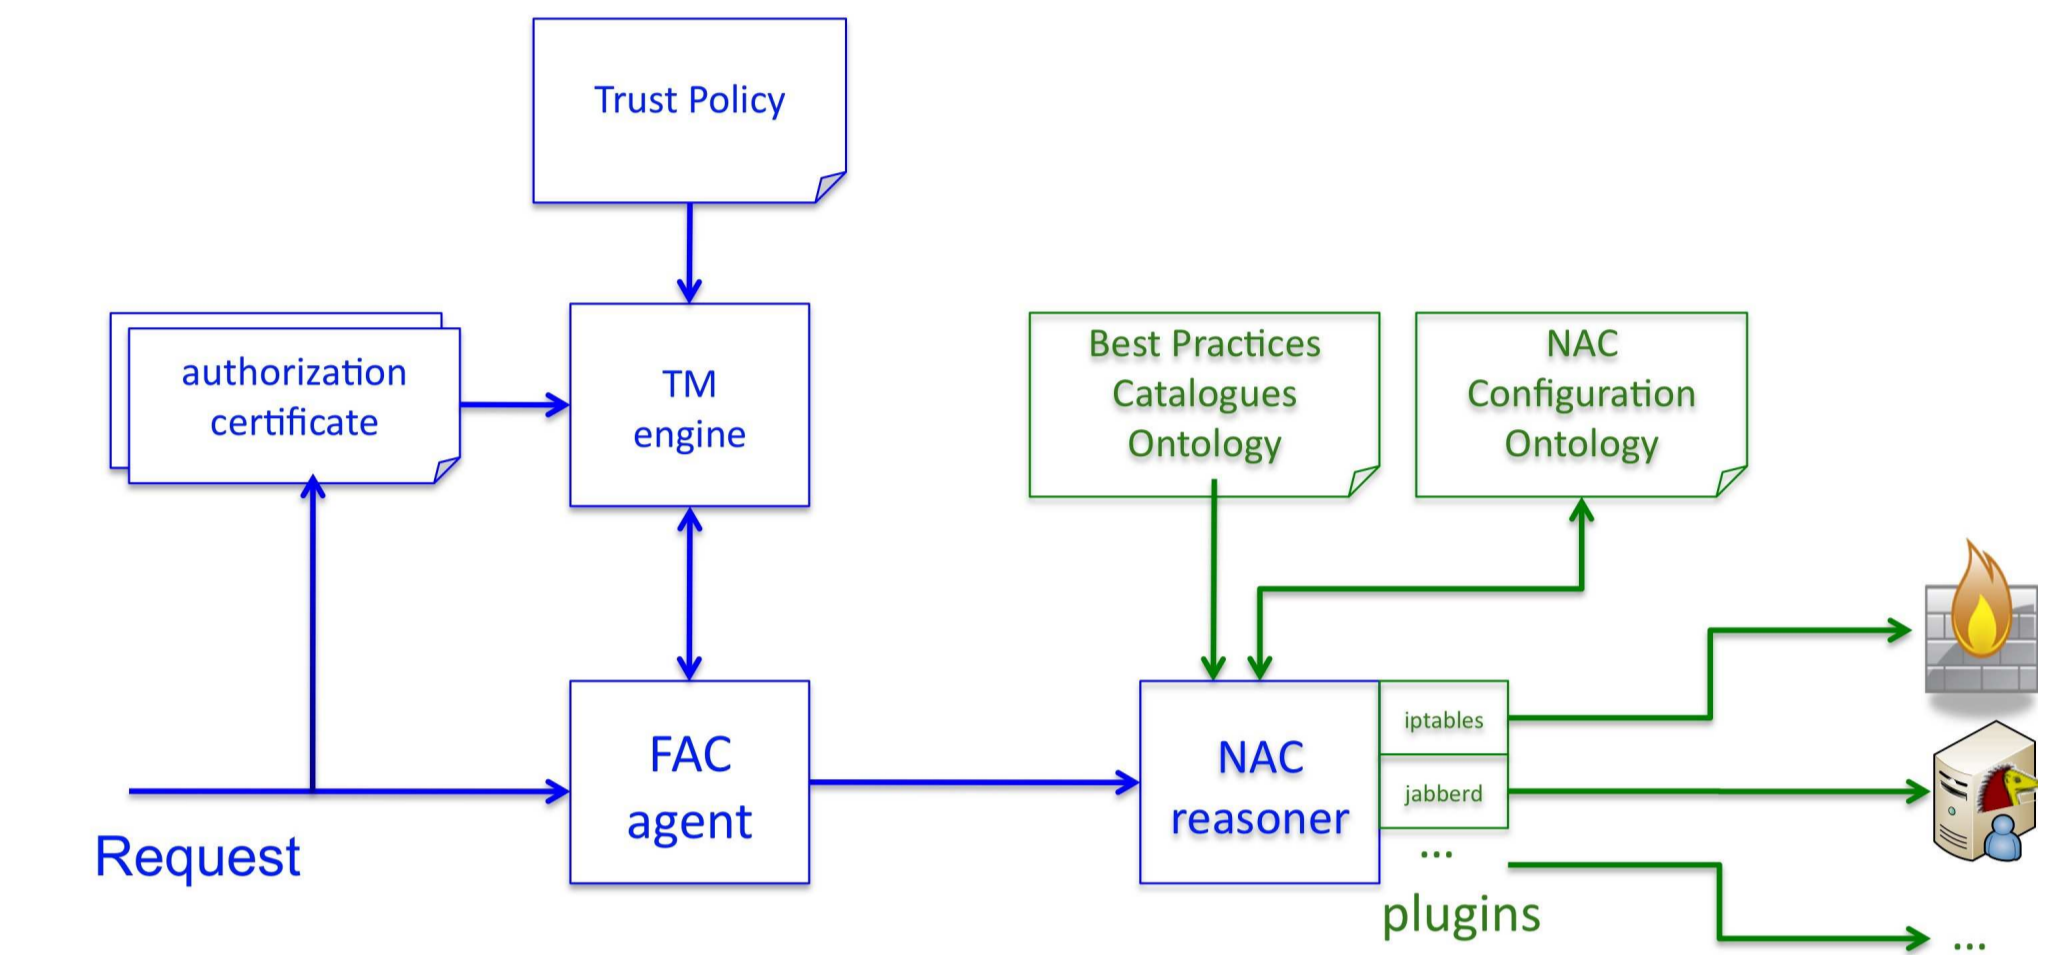 Trust Policy
authorization
certificate
TM
engine
Best Practices
Catalogues
Ontology
NAC
Configuration
Ontology
Request
FAC
agent
NAC
reasoner
iptables
jabberd
...
plugins
...